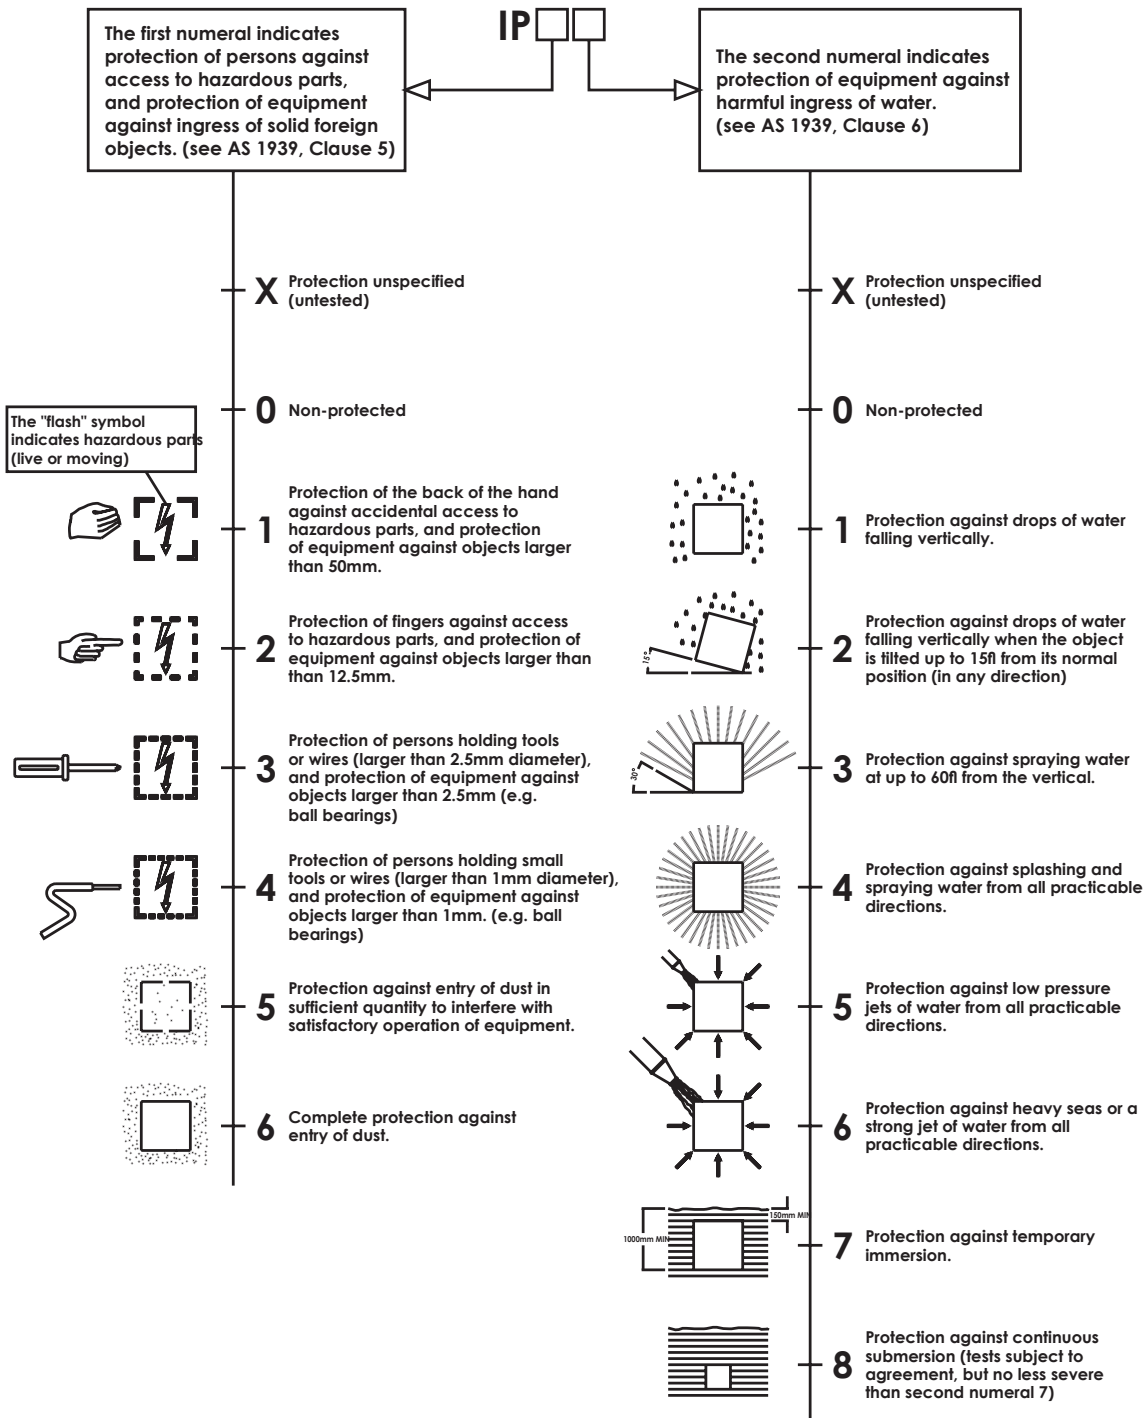 IP
The first numeral indicates
protection of persons against
access to hazardous parts,
and protection of equipment
against ingress of solid foreign
objects. (see AS 1939, Clause 5)
The second numeral indicates
protection of equipment against
harmful ingress of water.
(see AS 1939, Clause 6)
X Protection unspecified
(untested)
0 Non-protected
The "flash" symbol
indicates hazardous parts
(live or moving)
1 Protection of the back of the hand
against accidental access to
hazardous parts, and protection
of equipment against objects larger
than 50mm.
2 Protection of fingers against access
to hazardous parts, and protection of
equipment against objects larger than
than 12.5mm.
3 Protection of persons holding tools
or wires (larger than 2.5mm diameter),
and protection of equipment against
objects larger than 2.5mm (e.g.
ball bearings)
4 Protection of persons holding small
tools or wires (larger than 1mm diameter),
and protection of equipment against
objects larger than 1mm. (e.g. ball
bearings)
5 Protection against entry of dust in
sufficient quantity to interfere with
satisfactory operation of equipment.
6 Complete protection against
entry of dust.
X Protection unspecified
(untested)
0 Non-protected
1 Protection against drops of water
falling vertically.
15°
2 Protection against drops of water
falling vertically when the object
is tilted up to 15ﬂ from its normal
position (in any direction)
30°
3 Protection against spraying water
at up to 60ﬂ from the vertical.
4 Protection against splashing and
spraying water from all practicable
directions.
5 Protection against low pressure
jets of water from all practicable
directions.
6 Protection against heavy seas or a
strong jet of water from all
practicable directions.
150mm MIN
1000mm MIN
7 Protection against temporary
immersion.
8 Protection against continuous
submersion (tests subject to
agreement, but no less severe
than second numeral 7)